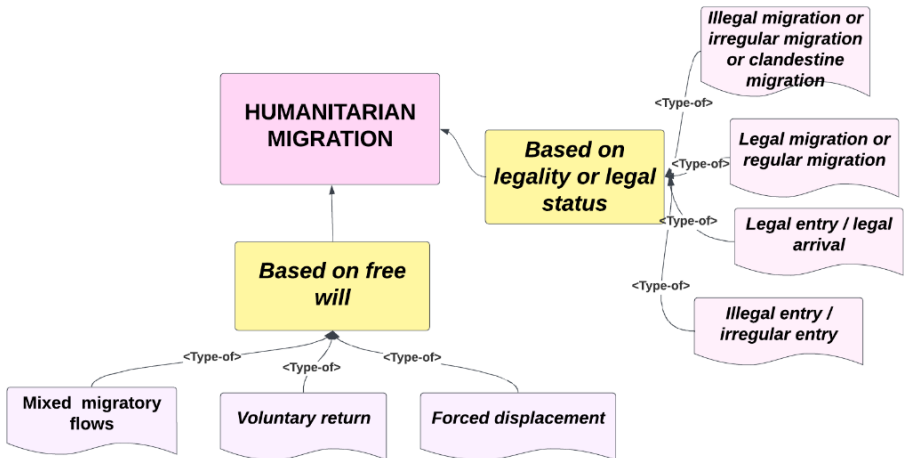 Illegal migration or
irregular migration
or clandestine
migration
<Type-of>
HUMANITARIAN
MIGRATION
Based on
legality or legal
status
Legal migration or
regular migration
<Type-of>
Legal entry / legal
arrival
<Type-of>
Illegal entry /
irregular entry
<Type-of>
Based on free
will
<Type-of>
<Type-of>
<Type-of>
Mixed migratory
flows
Voluntary return
Forced displacement